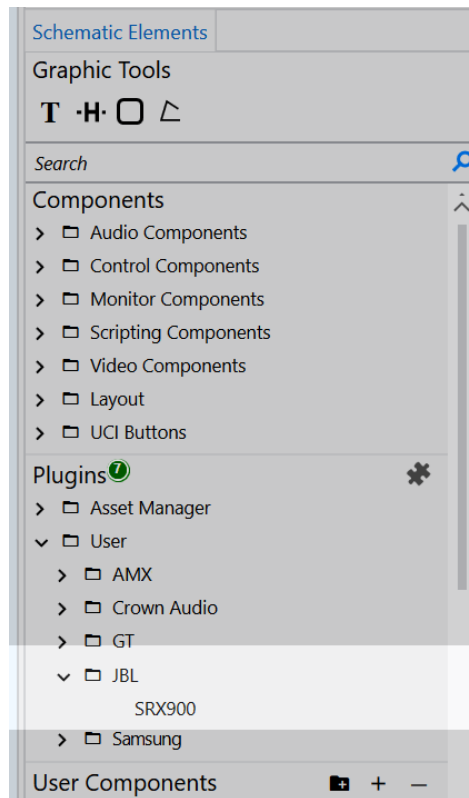 Schematic Elements
Graphic Tools
T ·H·
Search
Components
Audio Components
Control Components
Monitor Components
Scripting Components
Video Components
Layout
UCI Buttons
Plugins 7
Asset Manager
User
AMX
Crown Audio
GT
JBL
SRX900
Samsung
User Components